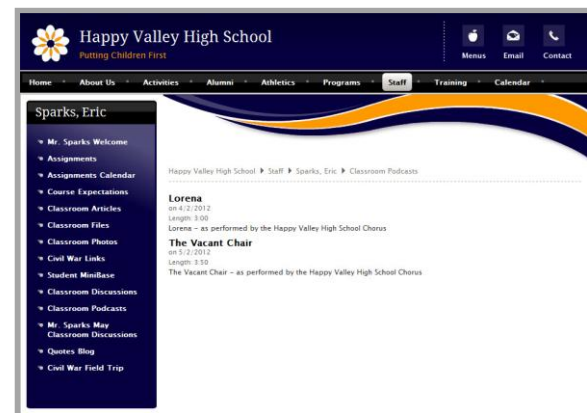 Happy Valley High School
Putting Children First
Menus Email Contact
Home About Us Activities Alumni Athletics Programs Staff Training Calendar
Sparks, Eric
Mr. Sparks Welcome
Assignments
Assignments Calendar
Course Expectations
Classroom Articles
Classroom Files
Classroom Photos
Civil War Links
Student MiniBase
Classroom Discussions
Classroom Podcasts
Mr. Sparks May
Classroom Discussions
Quotes Blog
Civil War Field Trip
Happy Valley High School Staff Sparks, Eric Classroom Podcasts
Lorena
on 4/2/2012
Length: 3:00
Lorena - as performed by the Happy Valley High School Chorus
The Vacant Chair
on 5/2/2012
Length: 3:50
The Vacant Chair - as performed by the Happy Valley High School Chorus